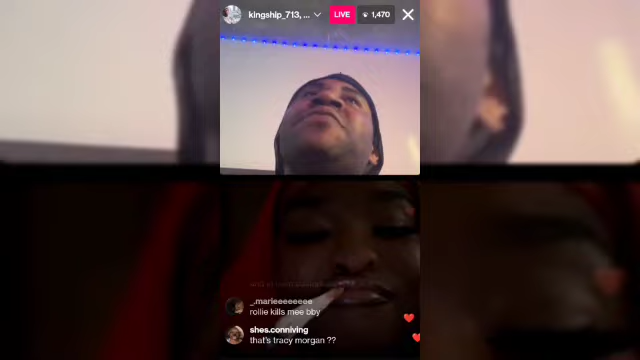 kingship_713, ...
LIVE
1,470
_.marieeeeeeee
rollie kills mee bby
shes.conniving
that's tracy morgan ??